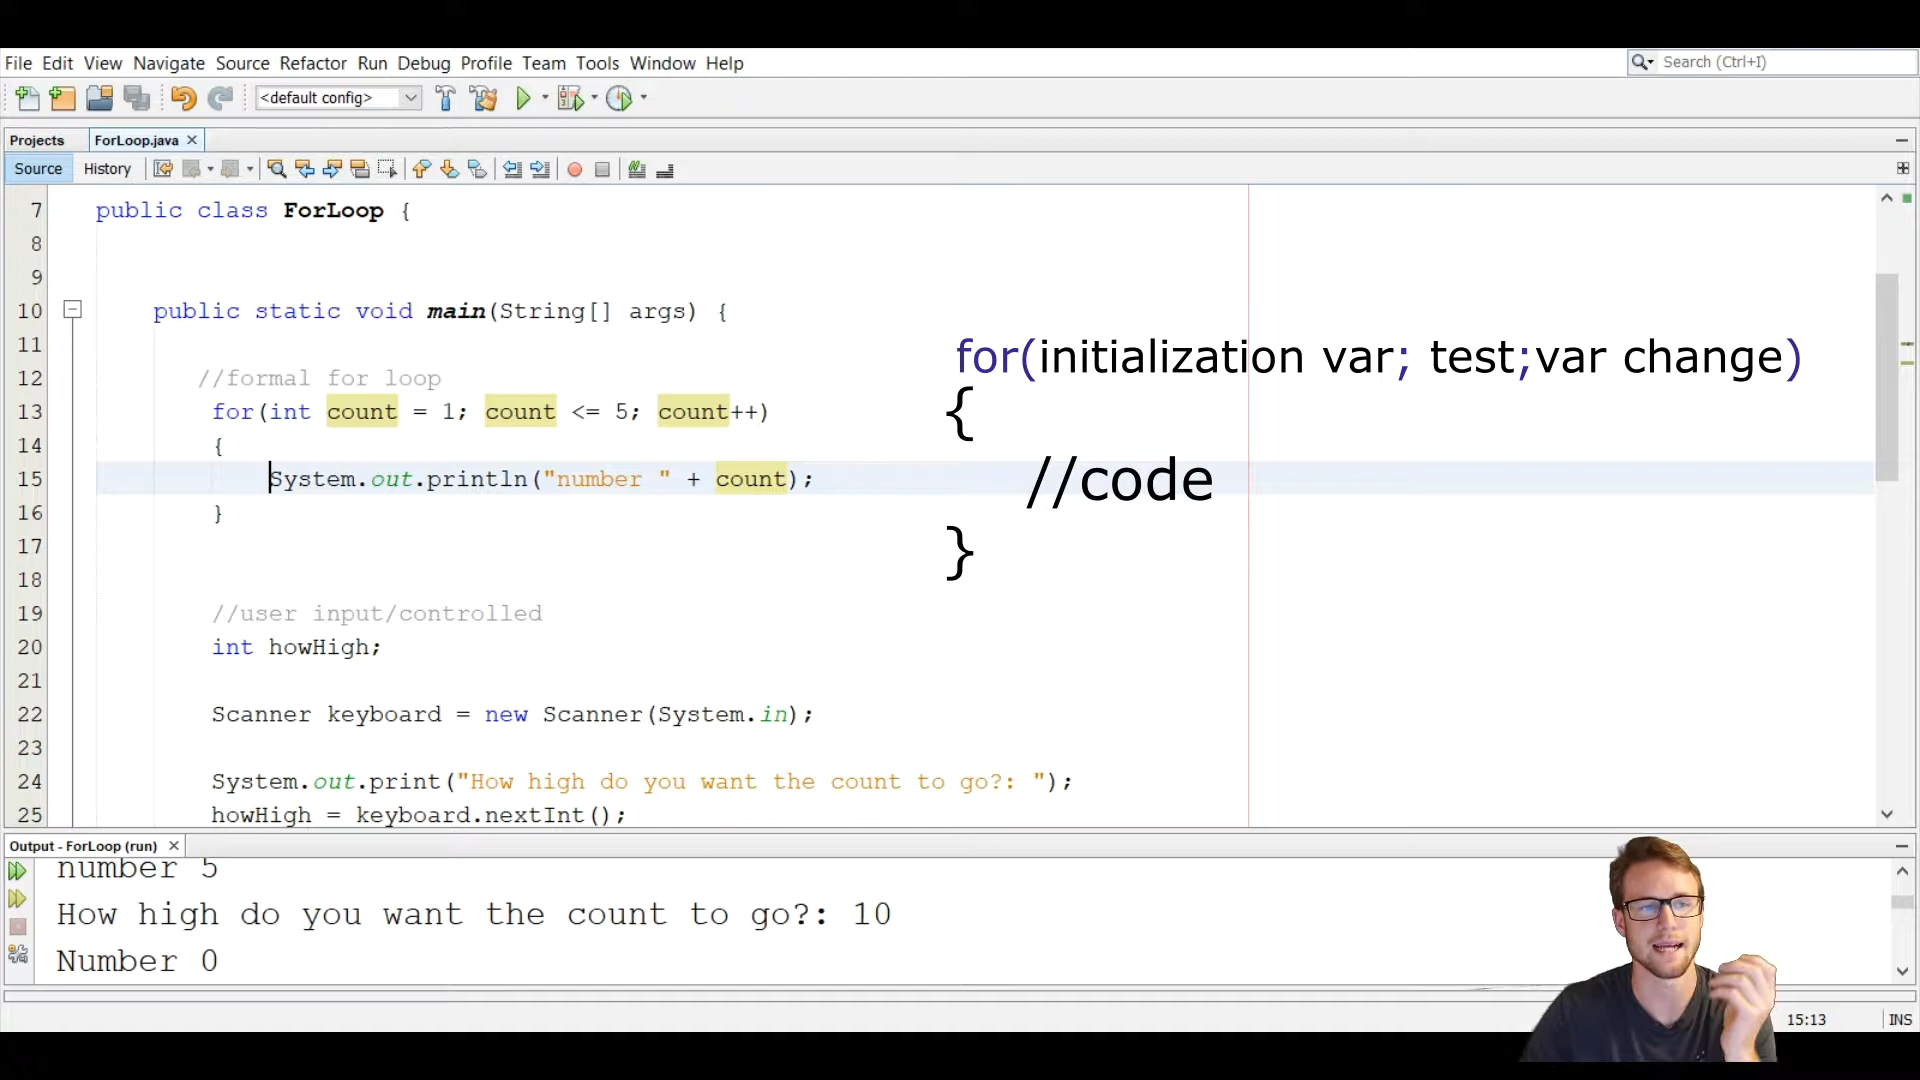 File Edit View Navigate Source Refactor Run Debug Profile Team Tools Window Help
Search (Ctrl+I)
<default config>
Projects
ForLoop.java
Source
History
7 public class ForLoop {
8
9
10 public static void main(String[] args) {
11
12 //formal for loop
13 for(int count = 1; count <= 5; count++)
14 {
15 System.out.println("number " + count);
16 }
17
18
19 //user input/controlled
20 int howHigh;
21
22 Scanner keyboard = new Scanner(System.in);
23
24 System.out.print("How high do you want the count to go?: ");
25 howHigh = keyboard.nextInt();
for(initialization var; test;var change)
{
//code
}
Output - ForLoop (run)
number 5
How high do you want the count to go?: 10
Number 0
15:13
INS